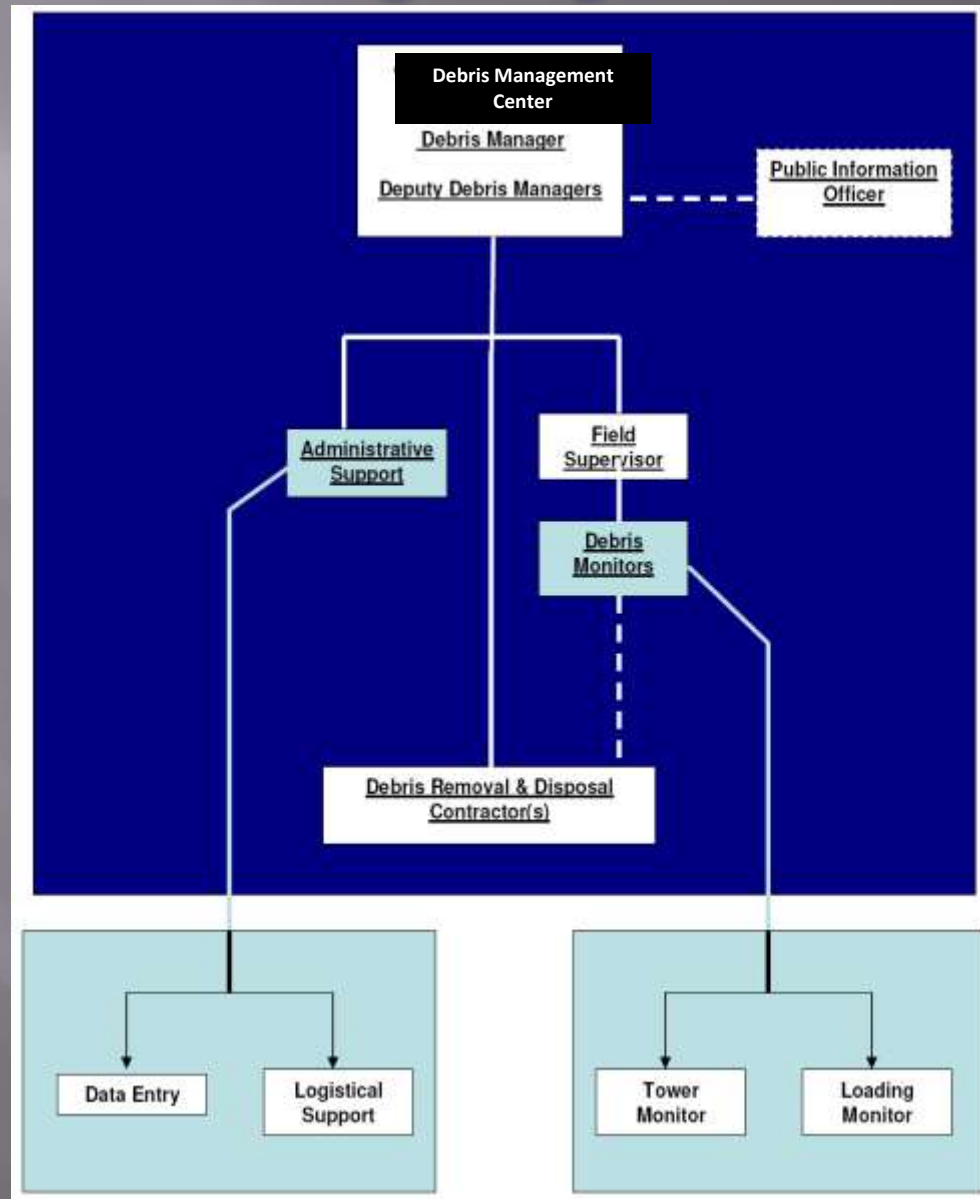 Debris Management
Center
Debris Manager
Deputy Debris Managers
Public Information
Officer
Administrative
Support
Field
Supervisor
Debris
Monitors
Debris Removal & Disposal
Contractor(s)
Data Entry
Logistical
Support
Tower
Monitor
Loading
Monitor